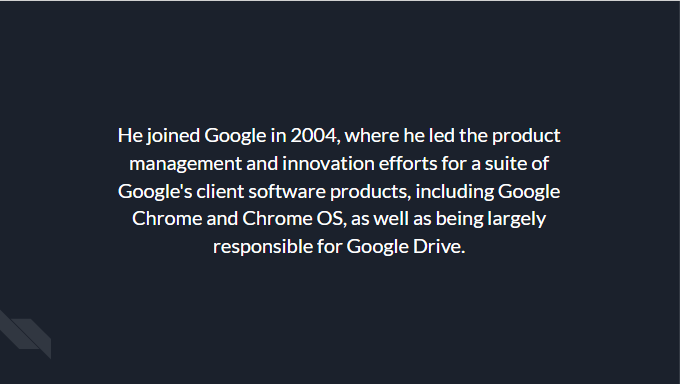 He joined Google in 2004, where he led the product
management and innovation efforts for a suite of
Google's client software products, including Google
Chrome and Chrome OS, as well as being largely
responsible for Google Drive.